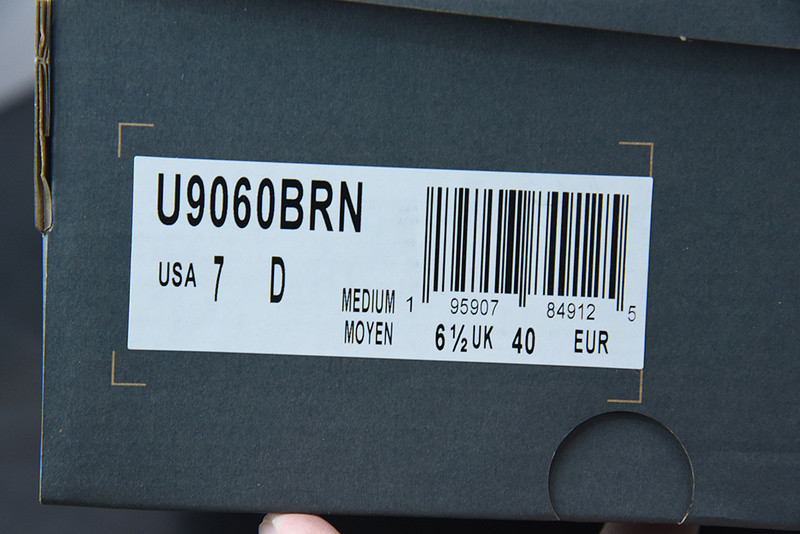 U9060BRN
USA 7 D
MEDIUM 1 95907 84912 5
MOYEN 6½ UK 40 EUR